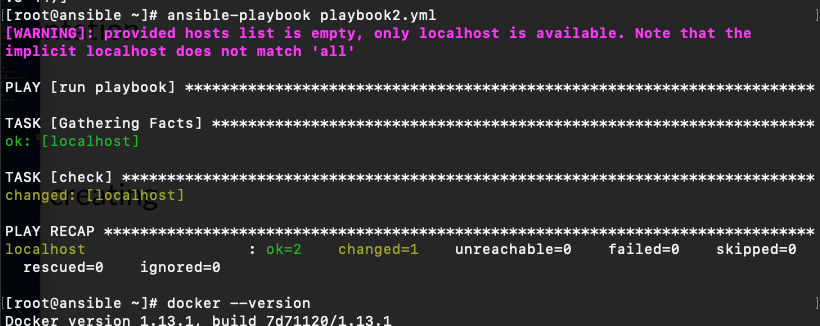 [root@ansible ~]# ansible-playbook playbook2.yml
[WARNING]: provided hosts list is empty, only localhost is available. Note that the
implicit localhost does not match 'all'
PLAY [run playbook] **********************************************************************
TASK [Gathering Facts] *******************************************************************
ok: [localhost]
TASK [check] *****************************************************************************
changed: [localhost]
creating
PLAY RECAP *******************************************************************************
localhost                  : ok=2    changed=1    unreachable=0    failed=0    skipped=0
  rescued=0    ignored=0
[root@ansible ~]# docker --version
Docker version 1.13.1, build 7d71120/1.13.1